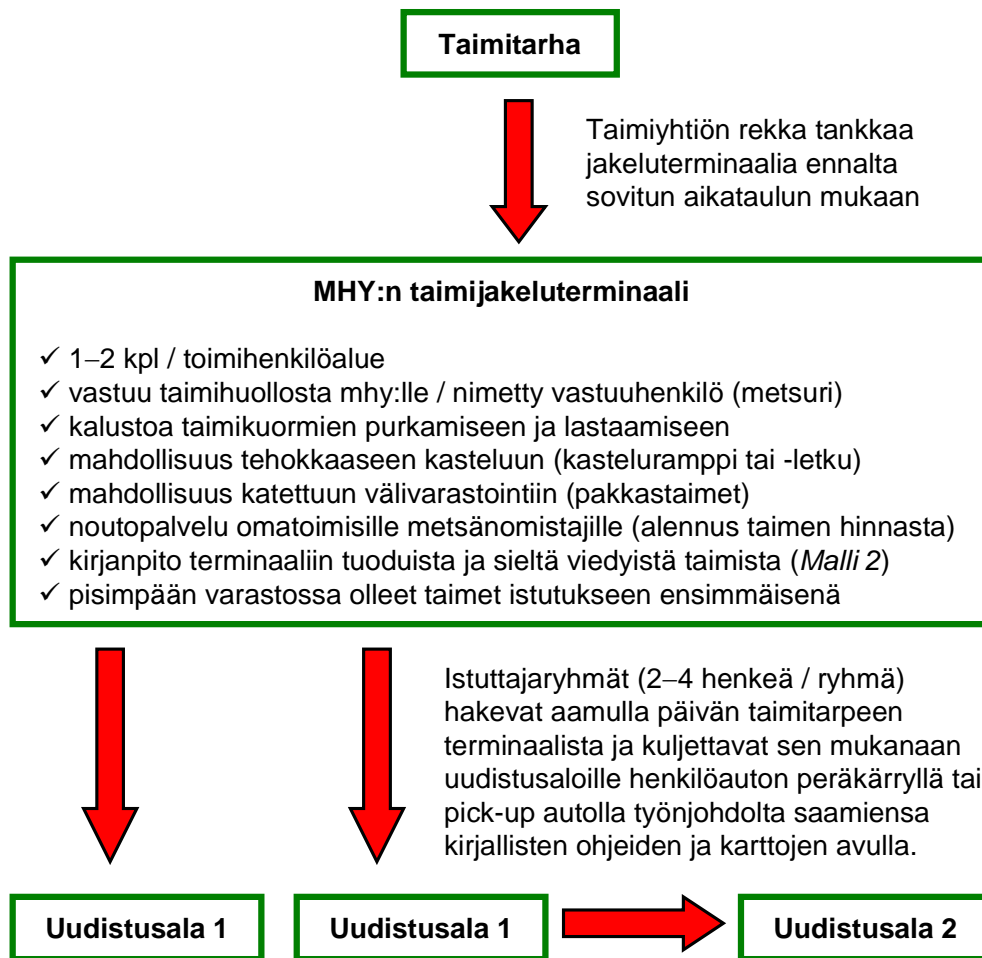 Taimitarha
Taimiyhtiön rekka tankkaa
jakeluterminaalia ennalta
sovitun aikataulun mukaan
MHY:n taimijakeluterminaali
✓ 1–2 kpl / toimihenkilöalue
✓ vastuu taimihuollosta mhy:lle / nimetty vastuuhenkilö (metsuri)
✓ kalustoa taimikuormien purkamiseen ja lastaamiseen
✓ mahdollisuus tehokkaaseen kasteluun (kasteluramppi tai -letku)
✓ mahdollisuus katettuun välivarastointiin (pakkastaimet)
✓ noutopalvelu omatoimisille metsänomistajille (alennus taimen hinnasta)
✓ kirjanpito terminaaliin tuoduista ja sieltä viedyistä taimista (Malli 2)
✓ pisimpään varastossa olleet taimet istutukseen ensimmäisenä
Istuttajaryhmät (2–4 henkeä / ryhmä)
hakevat aamulla päivän taimitarpeen
terminaalista ja kuljettavat sen mukanaan
uudistusaloille henkilöauton peräkärryllä tai
pick-up autolla työnjohdolta saamiensa
kirjallisten ohjeiden ja karttojen avulla.
Uudistusala 1
Uudistusala 1
Uudistusala 2